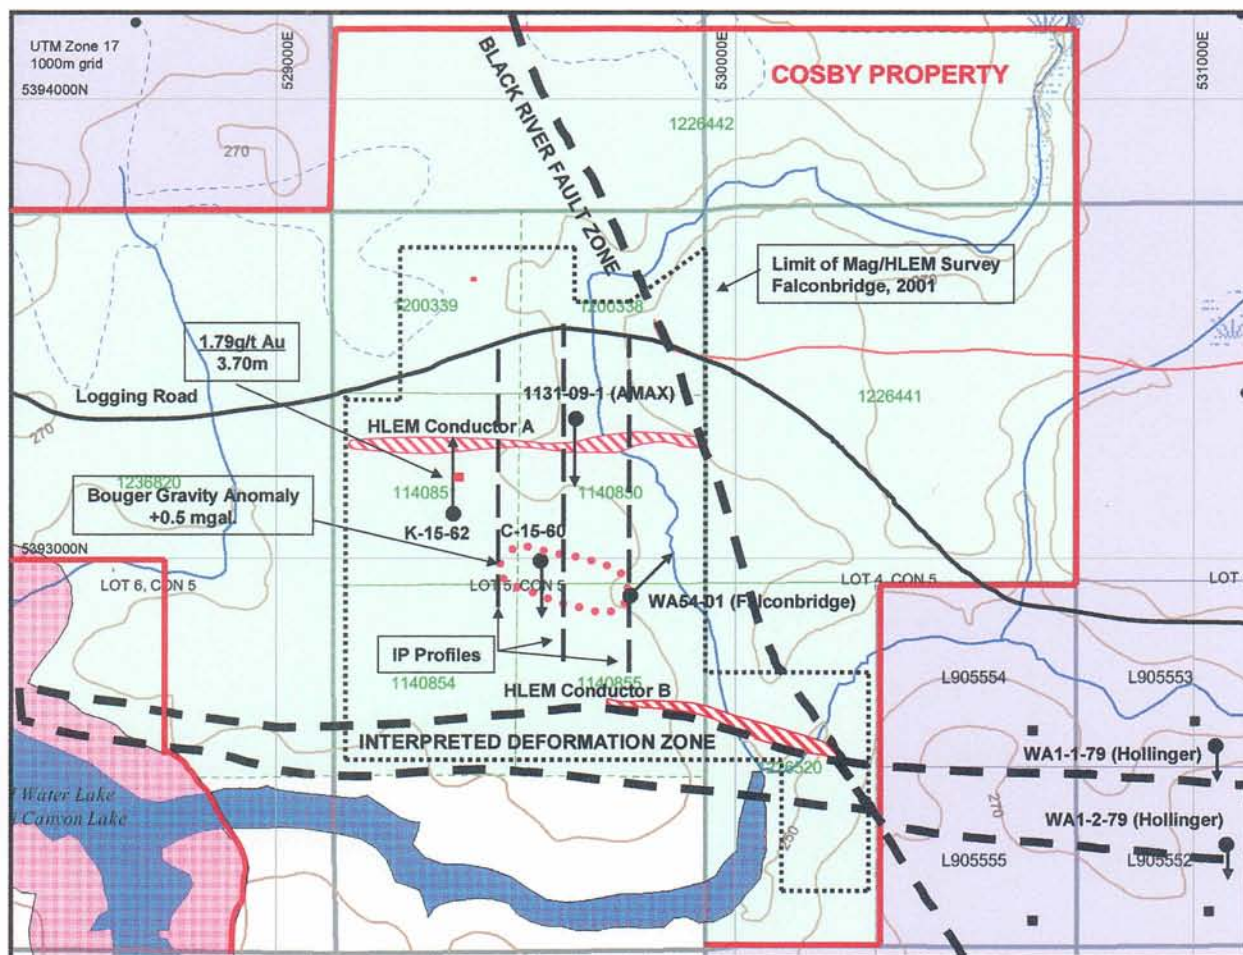 UTM Zone 17
1000m grid
5394000N
529000E
BLACK RIVER FAULT ZONE
530000E
531000E
COSBY PROPERTY
1226442
270
270
Limit of Mag/HLEM Survey
Falconbridge, 2001
1200339
1200338
1.79g/t Au
3.70m
Logging Road
1131-09-1 (AMAX)
1226441
270
HLEM Conductor A
1236820
Bouger Gravity Anomaly
+0.5 mgal.
114085
1140850
K-15-62
C-15-60
5393000N
LOT 6, CON 5
LOT 5, CON 5
LOT 4, CON 5
LOT
WA54-01 (Falconbridge)
IP Profiles
1140854
1140855
HLEM Conductor B
L905554
L905553
INTERPRETED DEFORMATION ZONE
1226520
WA1-1-79 (Hollinger)
Water Lake
Canyon Lake
270
WA1-2-79 (Hollinger)
250
L905555
L905552